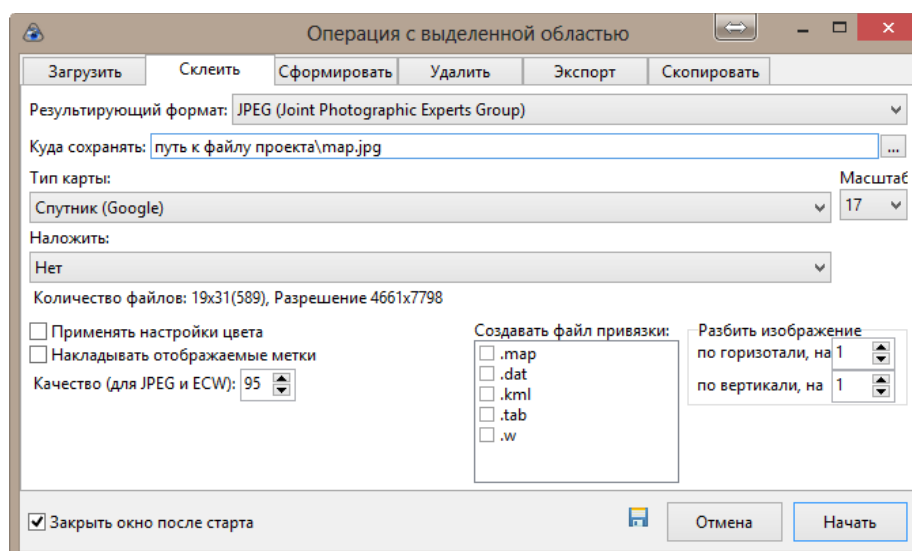 Операция с выделенной областью
Загрузить Склеить Сформировать Удалить Экспорт Скопировать
Результирующий формат: JPEG (Joint Photographic Experts Group)
Куда сохранять: путь к файлу проекта\map.jpg ...
Тип карты: Масштаб
Спутник (Google) 17
Наложить:
Нет
Количество файлов: 19x31(589), Разрешение 4661x7798
Применять настройки цвета Создавать файл привязки: Разбить изображение
Накладывать отображаемые метки .map по горизотали, на 1
Качество (для JPEG и ECW): 95 .dat по вертикали, на 1
.kml
.tab
.w
Закрыть окно после старта Отмена Начать